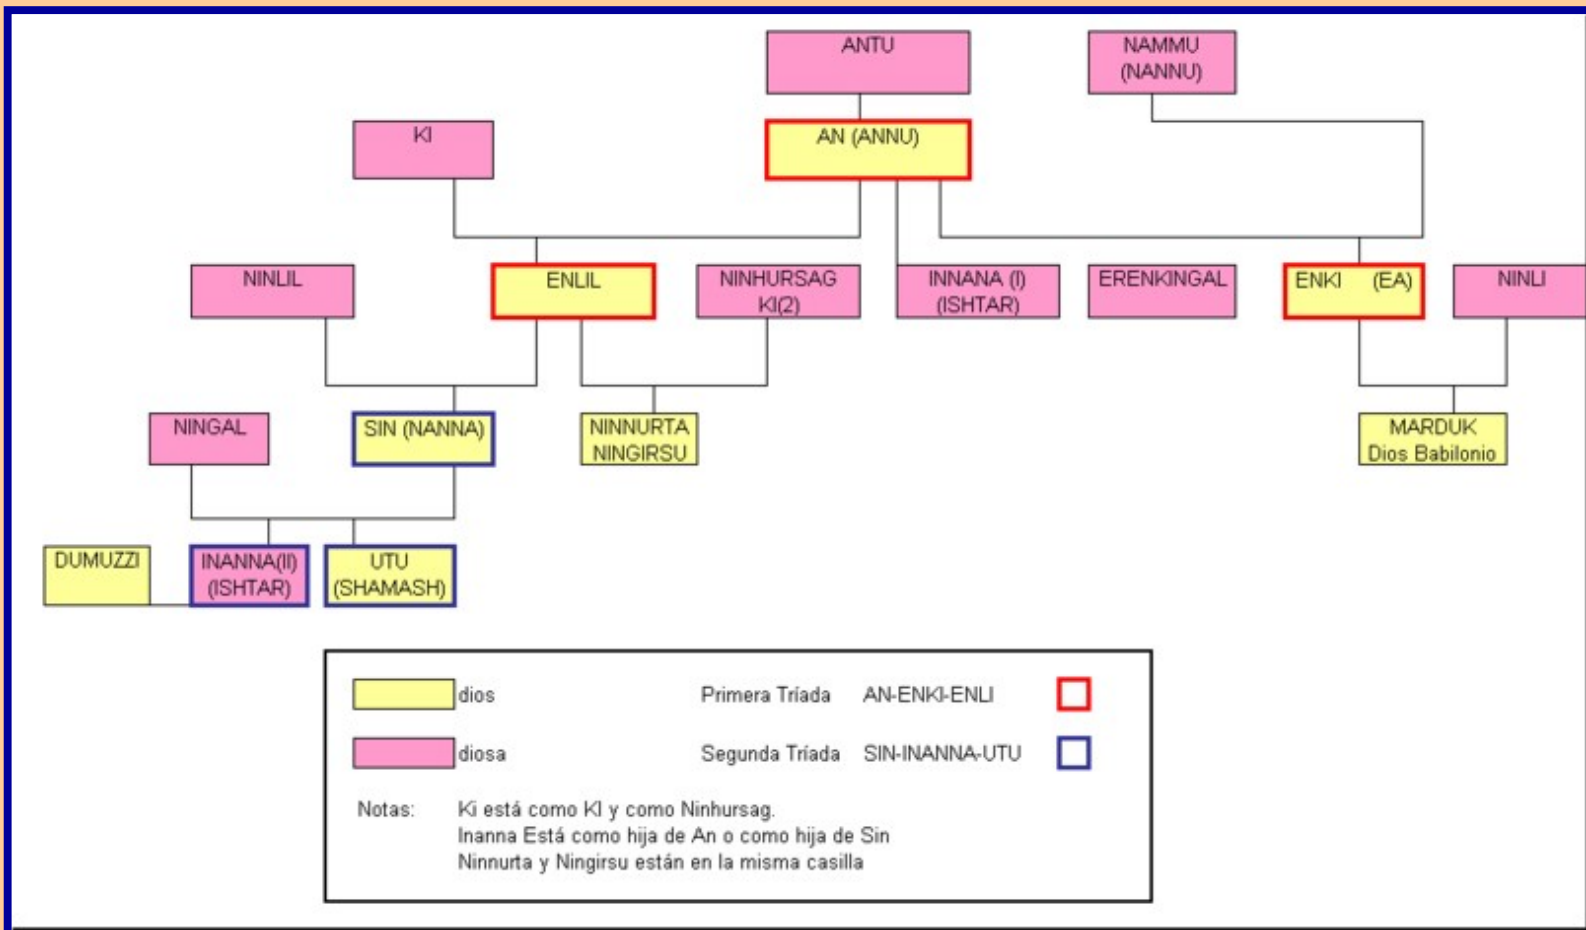 ANTU
NAMMU
(NANNU)
KI
AN (ANNU)
NINLIL
ENLIL
NINHURSAG
KI(2)
INNANA (I)
(ISHTAR)
ERENKINGAL
ENKI (EA)
NINLI
NINGAL
SIN (NANNA)
NINNURTA
NINGIRSU
MARDUK
Dios Babilonio
DUMUZZI
INANNA(II)
(ISHTAR)
UTU
(SHAMASH)
dios Primera Tríada AN-ENKI-ENLI
diosa Segunda Tríada SIN-INANNA-UTU
Notas: Ki está como KI y como Ninhursag.
Inanna Está como hija de An o como hija de Sin
Ninnurta y Ningirsu están en la misma casilla